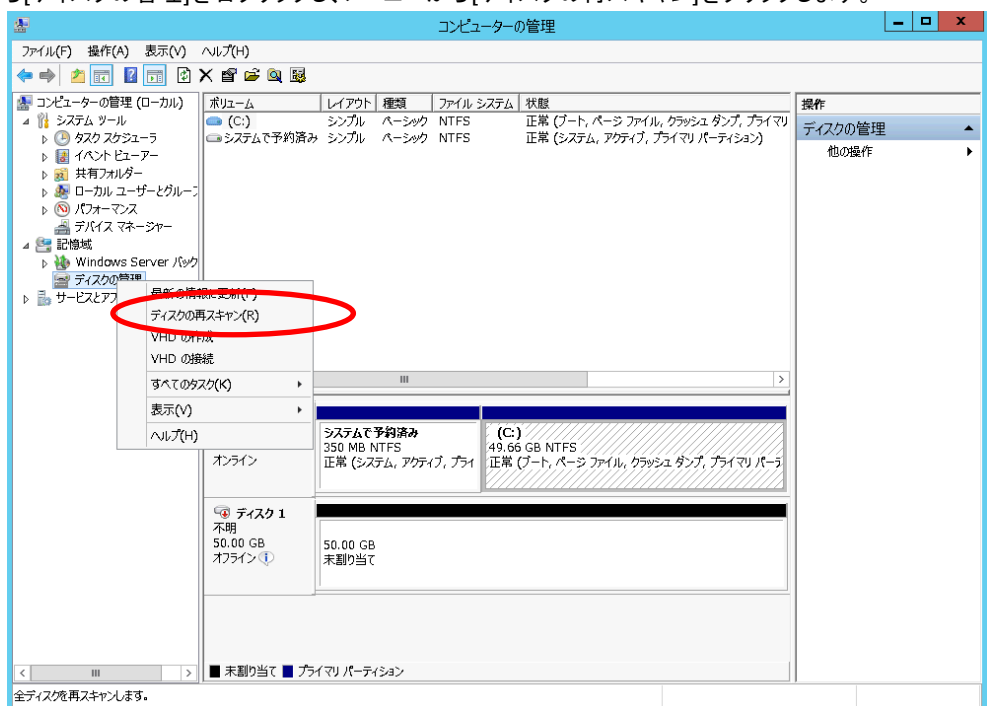 コンピューターの管理
ファイル(F) 操作(A) 表示(V) ヘルプ(H)
コンピューターの管理 (ローカル)
システム ツール
タスク スケジューラ
イベント ビューアー
共有フォルダー
ローカル ユーザーとグループ
パフォーマンス
デバイス マネージャー
記憶域
Windows Server バック
ディスクの管理
サービスとアプ
ボリューム レイアウト 種類 ファイル システム 状態
(C:) シンプル ベーシック NTFS 正常 (ブート, ページ ファイル, クラッシュ ダンプ, プライマリ
システムで予約済み シンプル ベーシック NTFS 正常 (システム, アクティブ, プライマリ パーティション)
操作
ディスクの管理
他の操作
最新の情報に更新(F)
ディスクの再スキャン(R)
VHD の作成
VHD の接続
すべてのタスク(K)
表示(V)
ヘルプ(H)
オンライン
システムで予約済み
350 MB NTFS
正常 (システム, アクティブ, プライ
(C:)
49.66 GB NTFS
正常 (ブート, ページ ファイル, クラッシュ ダンプ, プライマリ パーテ
ディスク 1
不明
50.00 GB
オフライン
50.00 GB
未割り当て
未割り当て プライマリ パーティション
全ディスクを再スキャンします。